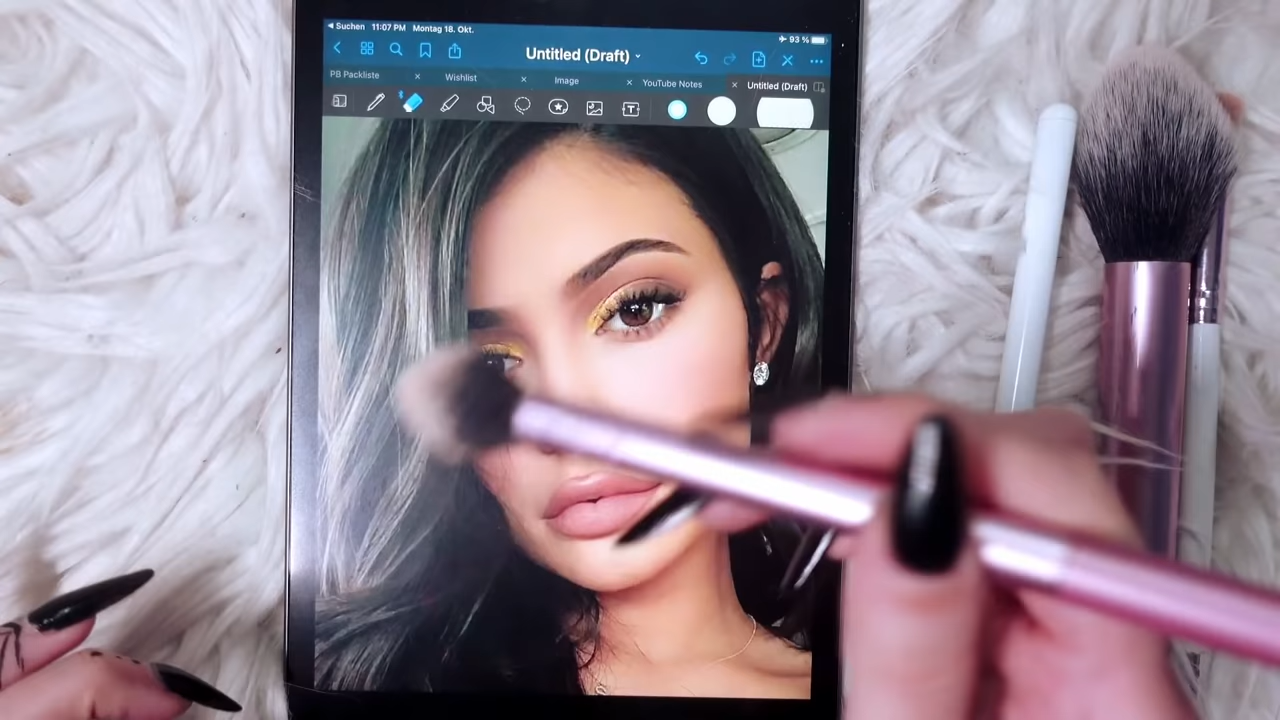 Suchen 11:07 PM Montag 18. Okt.
93 %
Untitled (Draft)
PB Packliste
Wishlist
Image
YouTube Notes
Untitled (Draft)
T